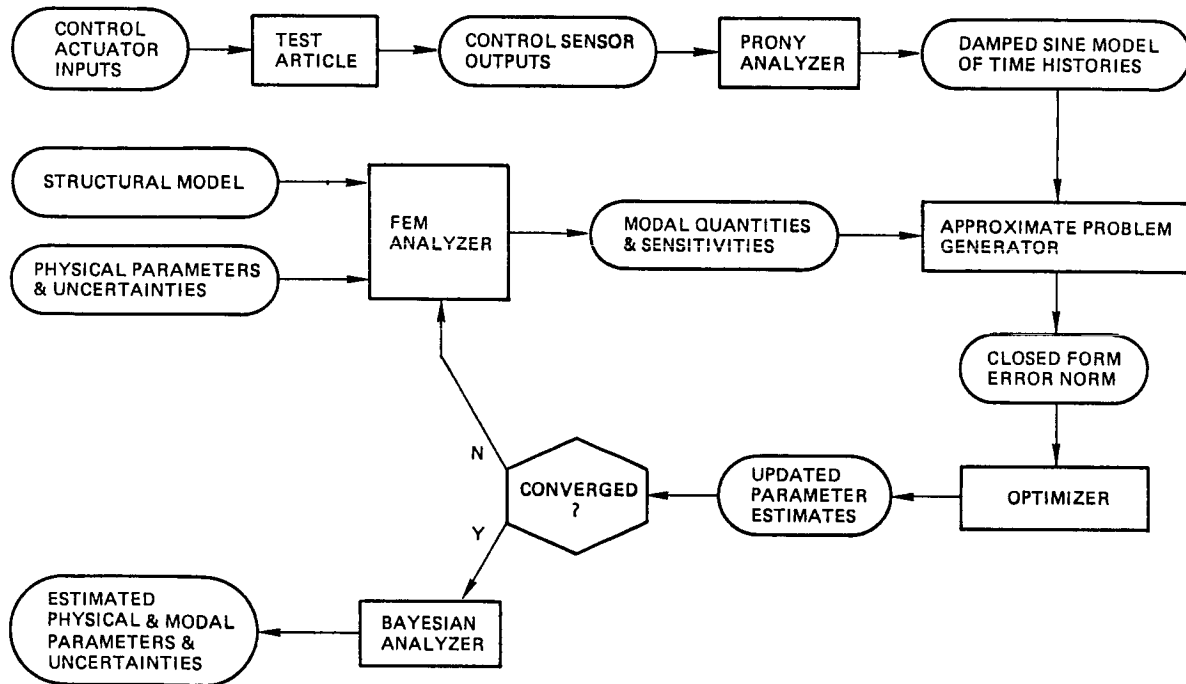 CONTROL
ACTUATOR
INPUTS
TEST
ARTICLE
CONTROL SENSOR
OUTPUTS
PRONY
ANALYZER
DAMPED SINE MODEL
OF TIME HISTORIES
STRUCTURAL MODEL
PHYSICAL PARAMETERS
& UNCERTAINTIES
FEM
ANALYZER
MODAL QUANTITIES
& SENSITIVITIES
APPROXIMATE PROBLEM
GENERATOR
CLOSED FORM
ERROR NORM
OPTIMIZER
UPDATED
PARAMETER
ESTIMATES
CONVERGED
?
N
Y
BAYESIAN
ANALYZER
ESTIMATED
PHYSICAL & MODAL
PARAMETERS &
UNCERTAINTIES